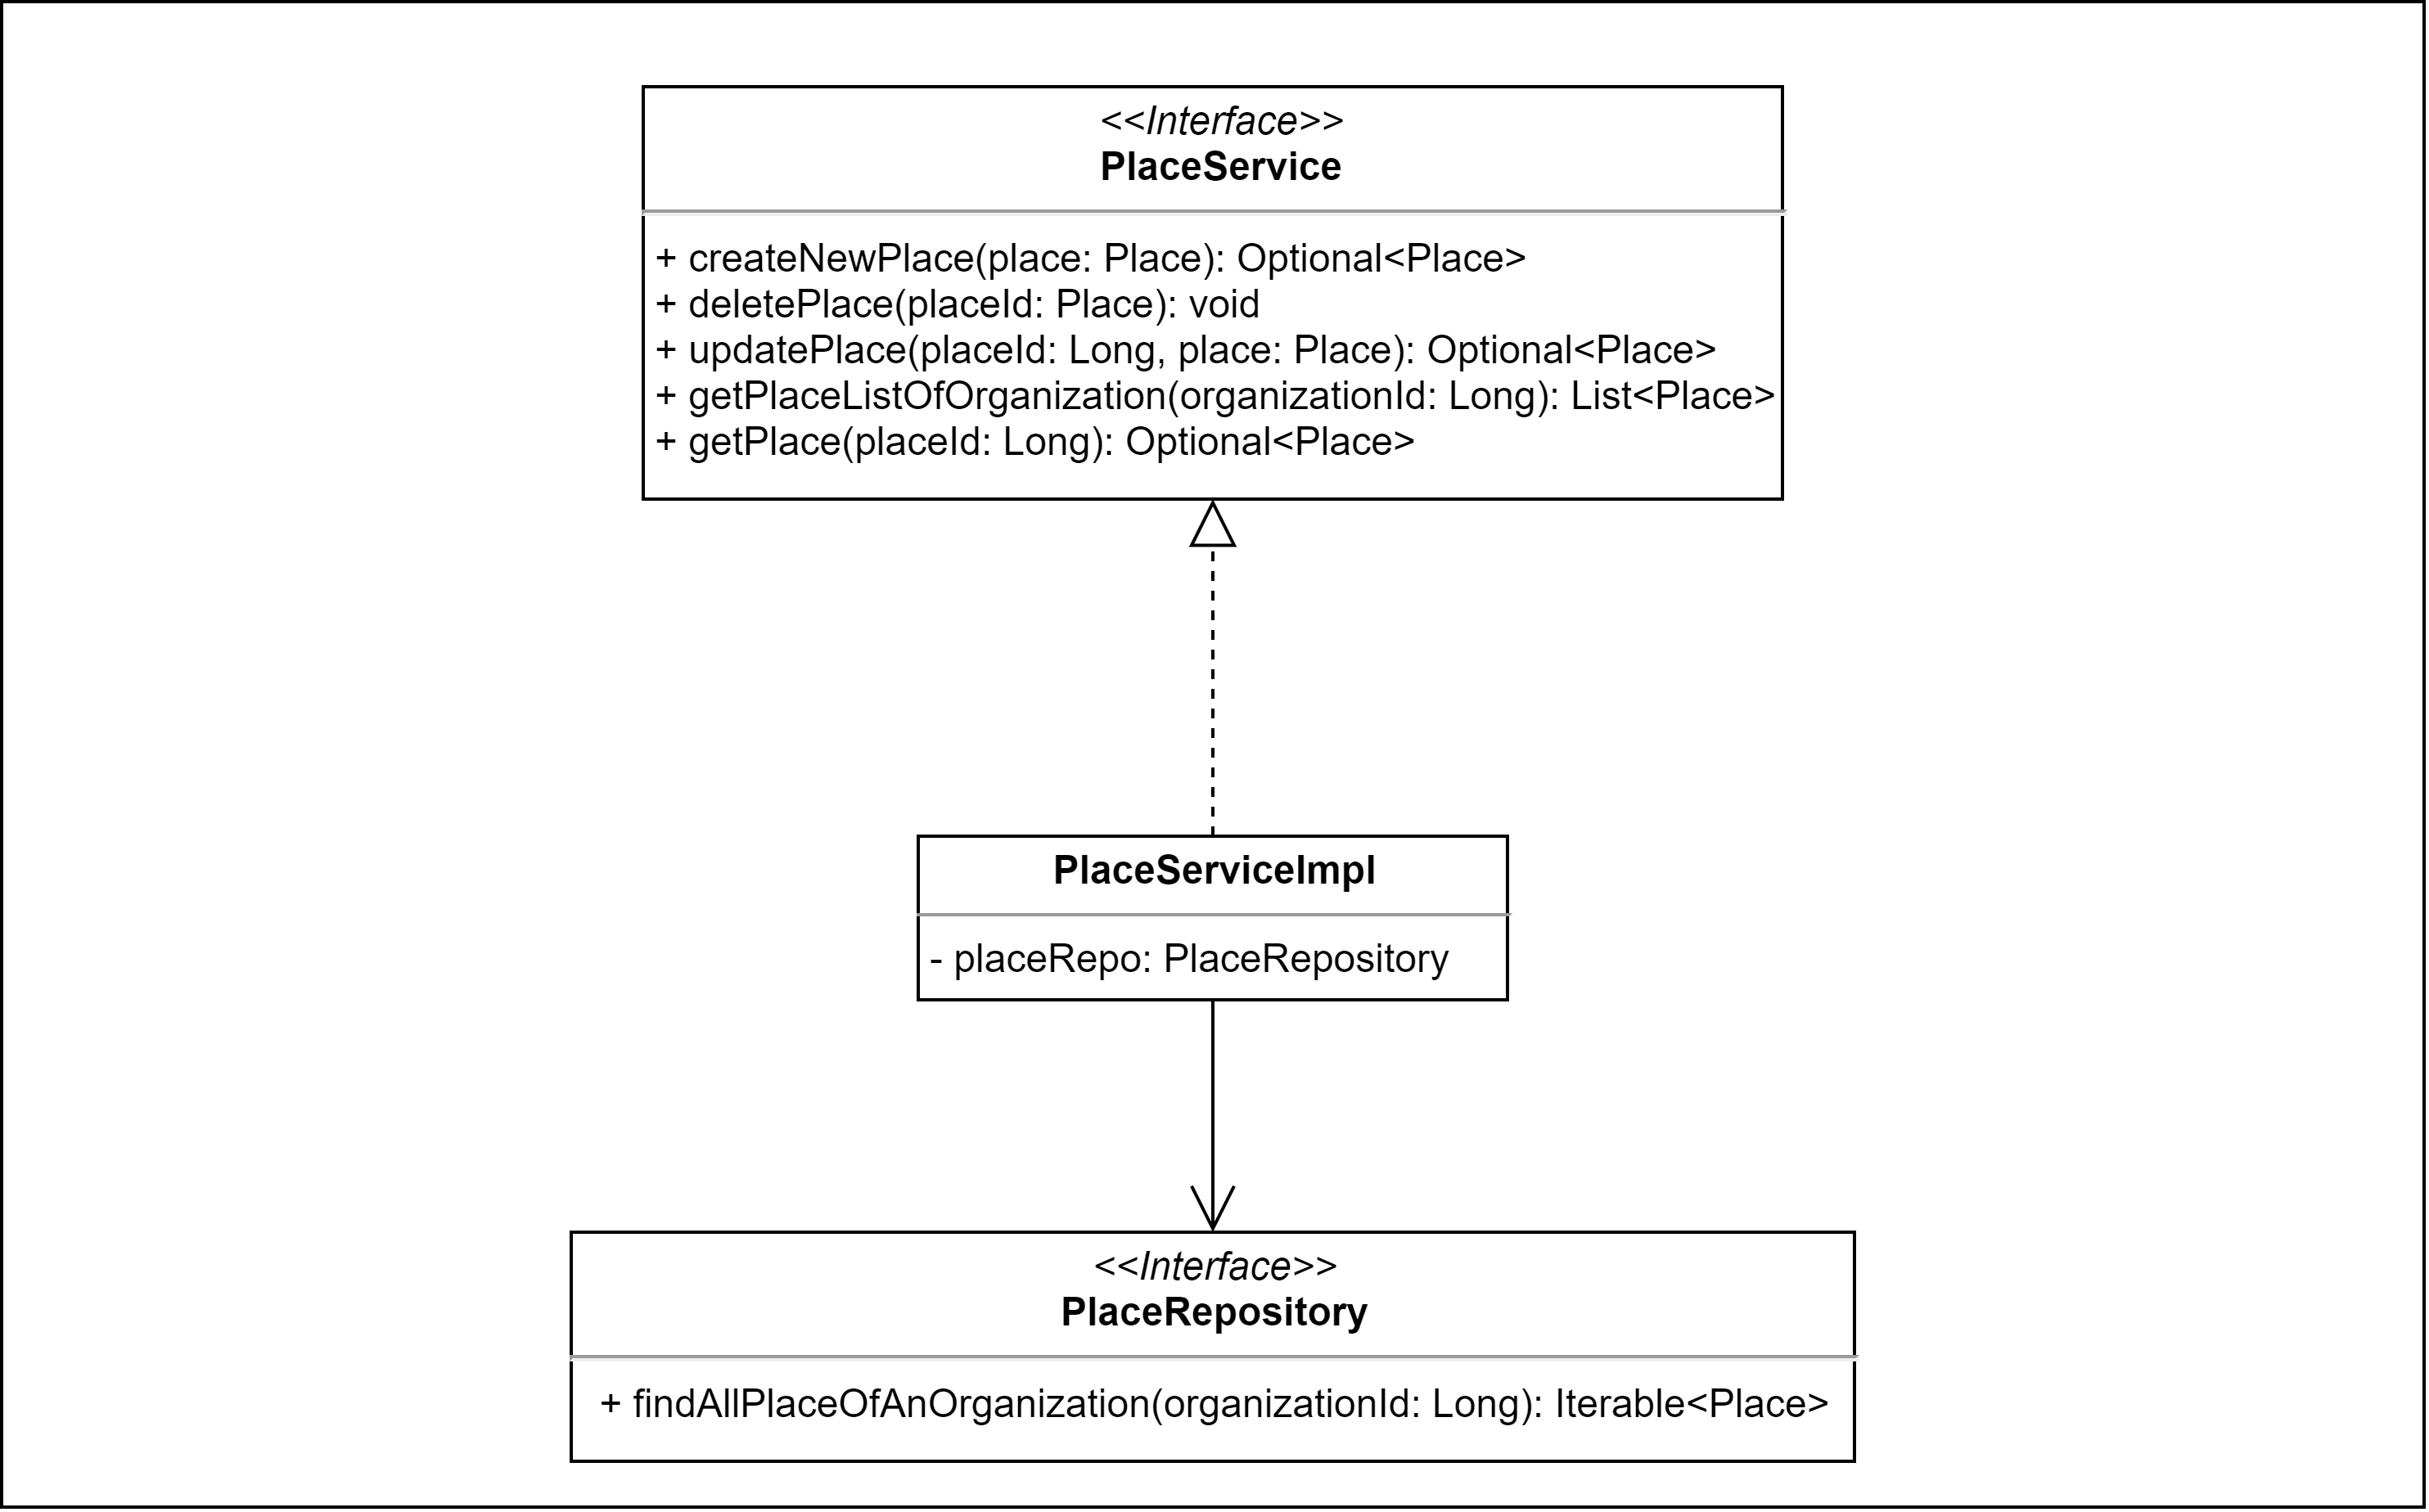 <<Interface>>
PlaceService
+ createNewPlace(place: Place): Optional<Place>
+ deletePlace(placeId: Place): void
+ updatePlace(placeId: Long, place: Place): Optional<Place>
+ getPlaceListOfOrganization(organizationId: Long): List<Place>
+ getPlace(placeId: Long): Optional<Place>
PlaceServiceImpl
- placeRepo: PlaceRepository
<<Interface>>
PlaceRepository
+ findAllPlaceOfAnOrganization(organizationId: Long): Iterable<Place>